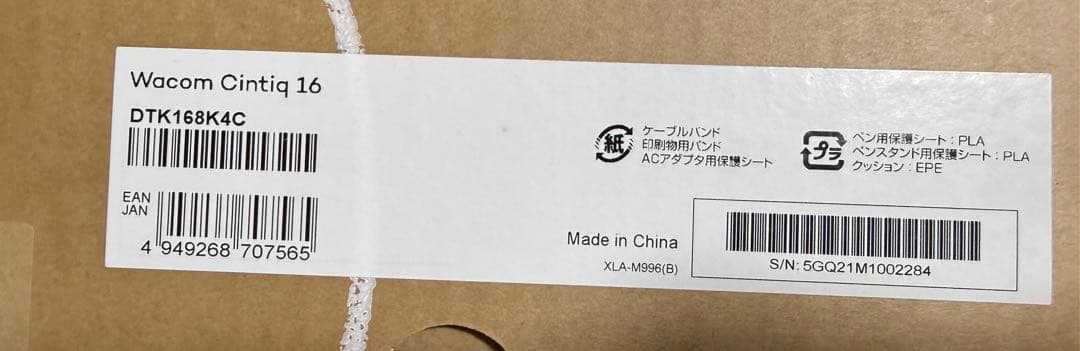 Wacom Cintiq 16
DTK168K4C
EAN
JAN
4 949268 707565
紙
ケーブルバンド
印刷物用バンド
ACアダプタ用保護シート
プラ
ペン用保護シート：PLA
ペンスタンド用保護シート：PLA
クッション：EPE
Made in China
XLA-M996(B)
S/N: 5GQ21M1002284